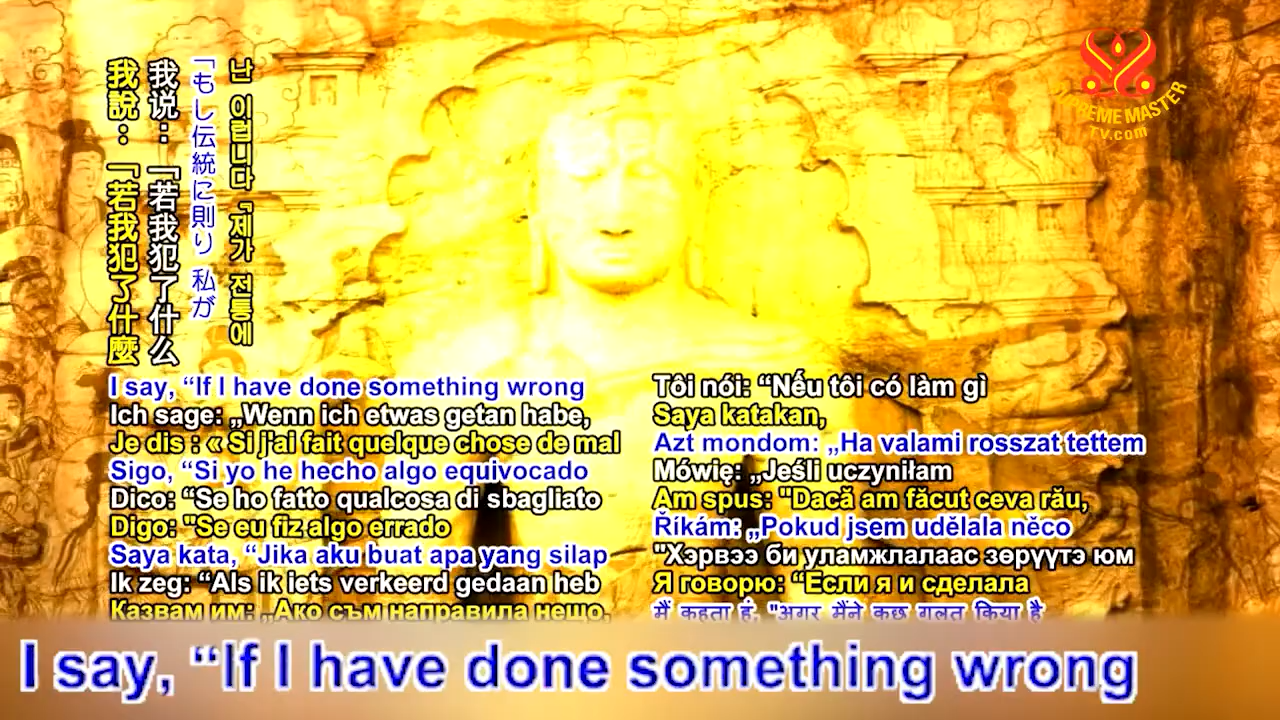 난 이럽니다 『제가 전통에
「もし伝統に則り 私が
我说：「若我犯了什么
我說：「若我犯了什麼
I say, “If I have done something wrong
Ich sage: „Wenn ich etwas getan habe,
Je dis : « Si j'ai fait quelque chose de mal
Sigo, “Si yo he hecho algo equivocado
Dico: “Se ho fatto qualcosa di sbagliato
Digo: "Se eu fiz algo errado
Saya kata, “Jika aku buat apa yang silap
Ik zeg: “Als ik iets verkeerd gedaan heb
Казвам им: „Ако съм направила нещо,
Tôi nói: “Nếu tôi có làm gì
Saya katakan,
Azt mondom: „Ha valami rosszat tettem
Mówię: „Jeśli uczyniłam
Am spus: "Dacă am făcut ceva rău,
Říkám: „Pokud jsem udělala něco
"Хэрвээ би уламжлалаас зөрүүтэ юм
Я говорю: “Если я и сделала
मैं कहता हूं, "अगर मैंने कुछ गलत किया है
SUPREME MASTER
TV.com
I say, “If I have done something wrong